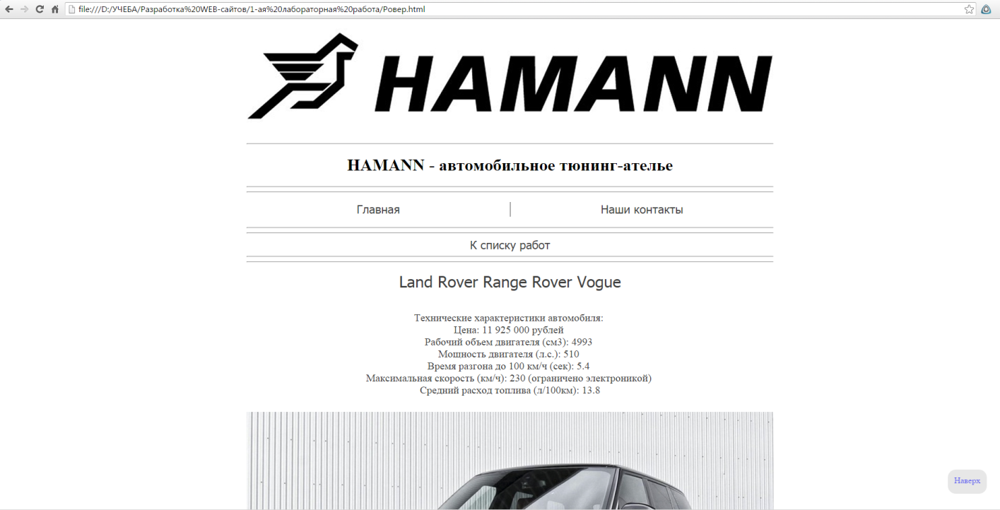 file:///D:/УЧЕБА/Разработка%20WEB-сайтов/1-ая%20лабораторная%20работа/Ровер.html
HAMANN
HAMANN - автомобильное тюнинг-ателье
Главная
Наши контакты
К списку работ
Land Rover Range Rover Vogue
Технические характеристики автомобиля:
Цена: 11 925 000 рублей
Рабочий объем двигателя (см3): 4993
Мощность двигателя (л.с.): 510
Время разгона до 100 км/ч (сек): 5.4
Максимальная скорость (км/ч): 230 (ограничено электроникой)
Средний расход топлива (л/100км): 13.8
Наверх